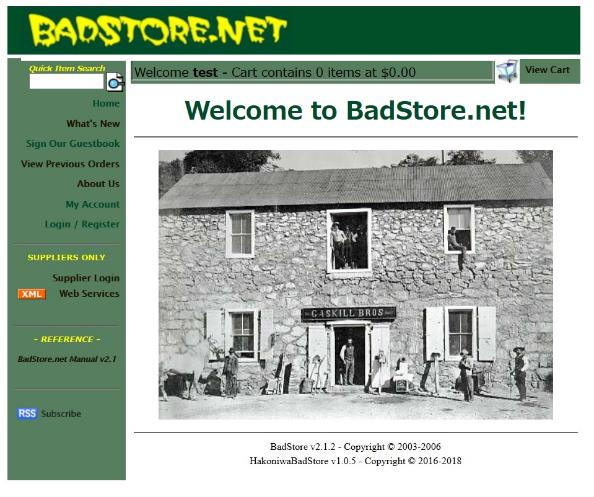 BADSTORE.NET
Quick Item Search
Welcome test - Cart contains 0 items at $0.00
View Cart
Home
What's New
Sign Our Guestbook
View Previous Orders
About Us
My Account
Login / Register
SUPPLIERS ONLY
Supplier Login
XML Web Services
- REFERENCE -
BadStore.net Manual v2.1
RSS Subscribe
Welcome to BadStore.net!
GASKILL BROS
BadStore v2.1.2 - Copyright © 2003-2006
HakoniwaBadStore v1.0.5 - Copyright © 2016-2018